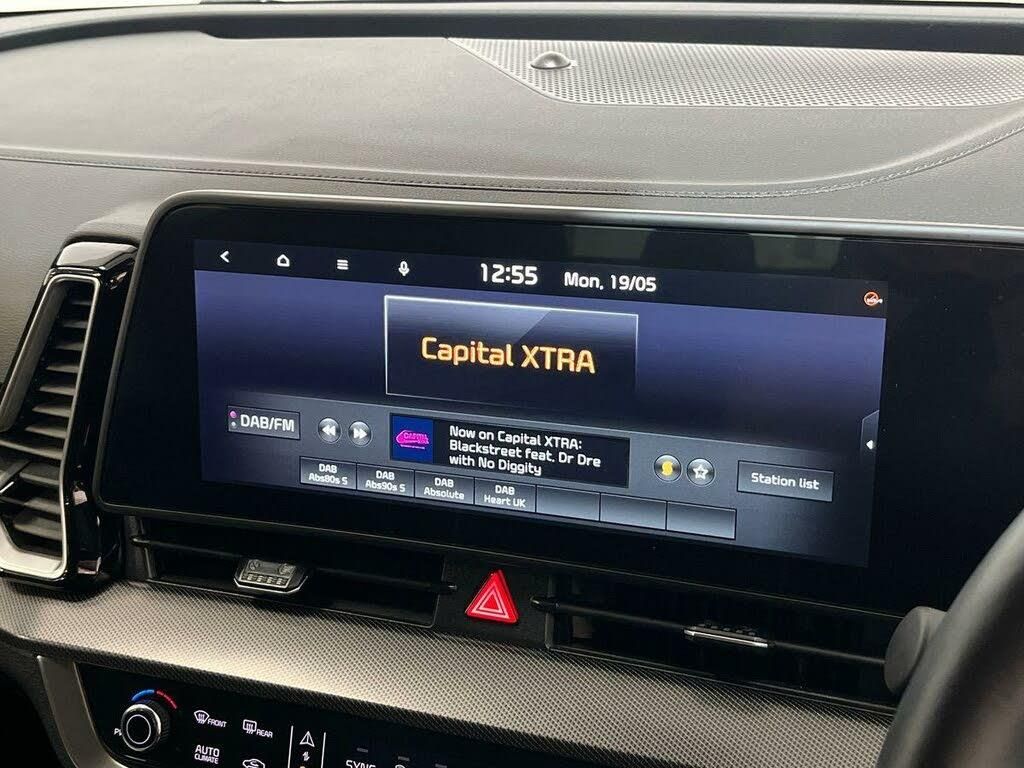 12:55 Mon, 19/05
Capital XTRA
DAB/FM
Now on Capital XTRA:
Blackstreet feat. Dr Dre
with No Diggity
Station list
DAB
Abs80s S
DAB
Abs90s S
DAB
Absolute
DAB
Heart UK
FRONT
REAR
AUTO
CLIMATE
SYNC